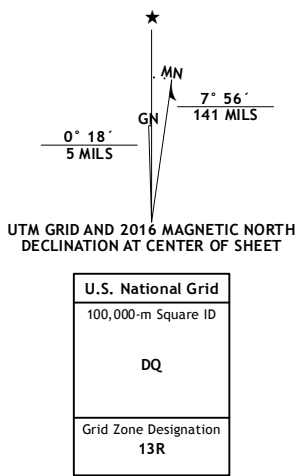 ★
MN
GN
7° 56´
141 MILS
0° 18´
5 MILS
UTM GRID AND 2016 MAGNETIC NORTH
DECLINATION AT CENTER OF SHEET
U.S. National Grid
100,000-m Square ID
DQ
Grid Zone Designation
13R